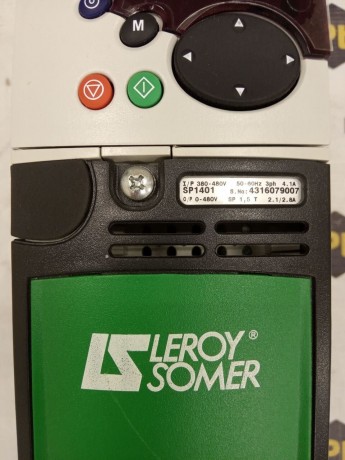 M
I/P 380-480V 50-60Hz 3ph 4.1A
SP1401 S.No: 4316079007
O/P 0-480V SP 1,5 T 2.1/2.8A
LEROY®
SOMER